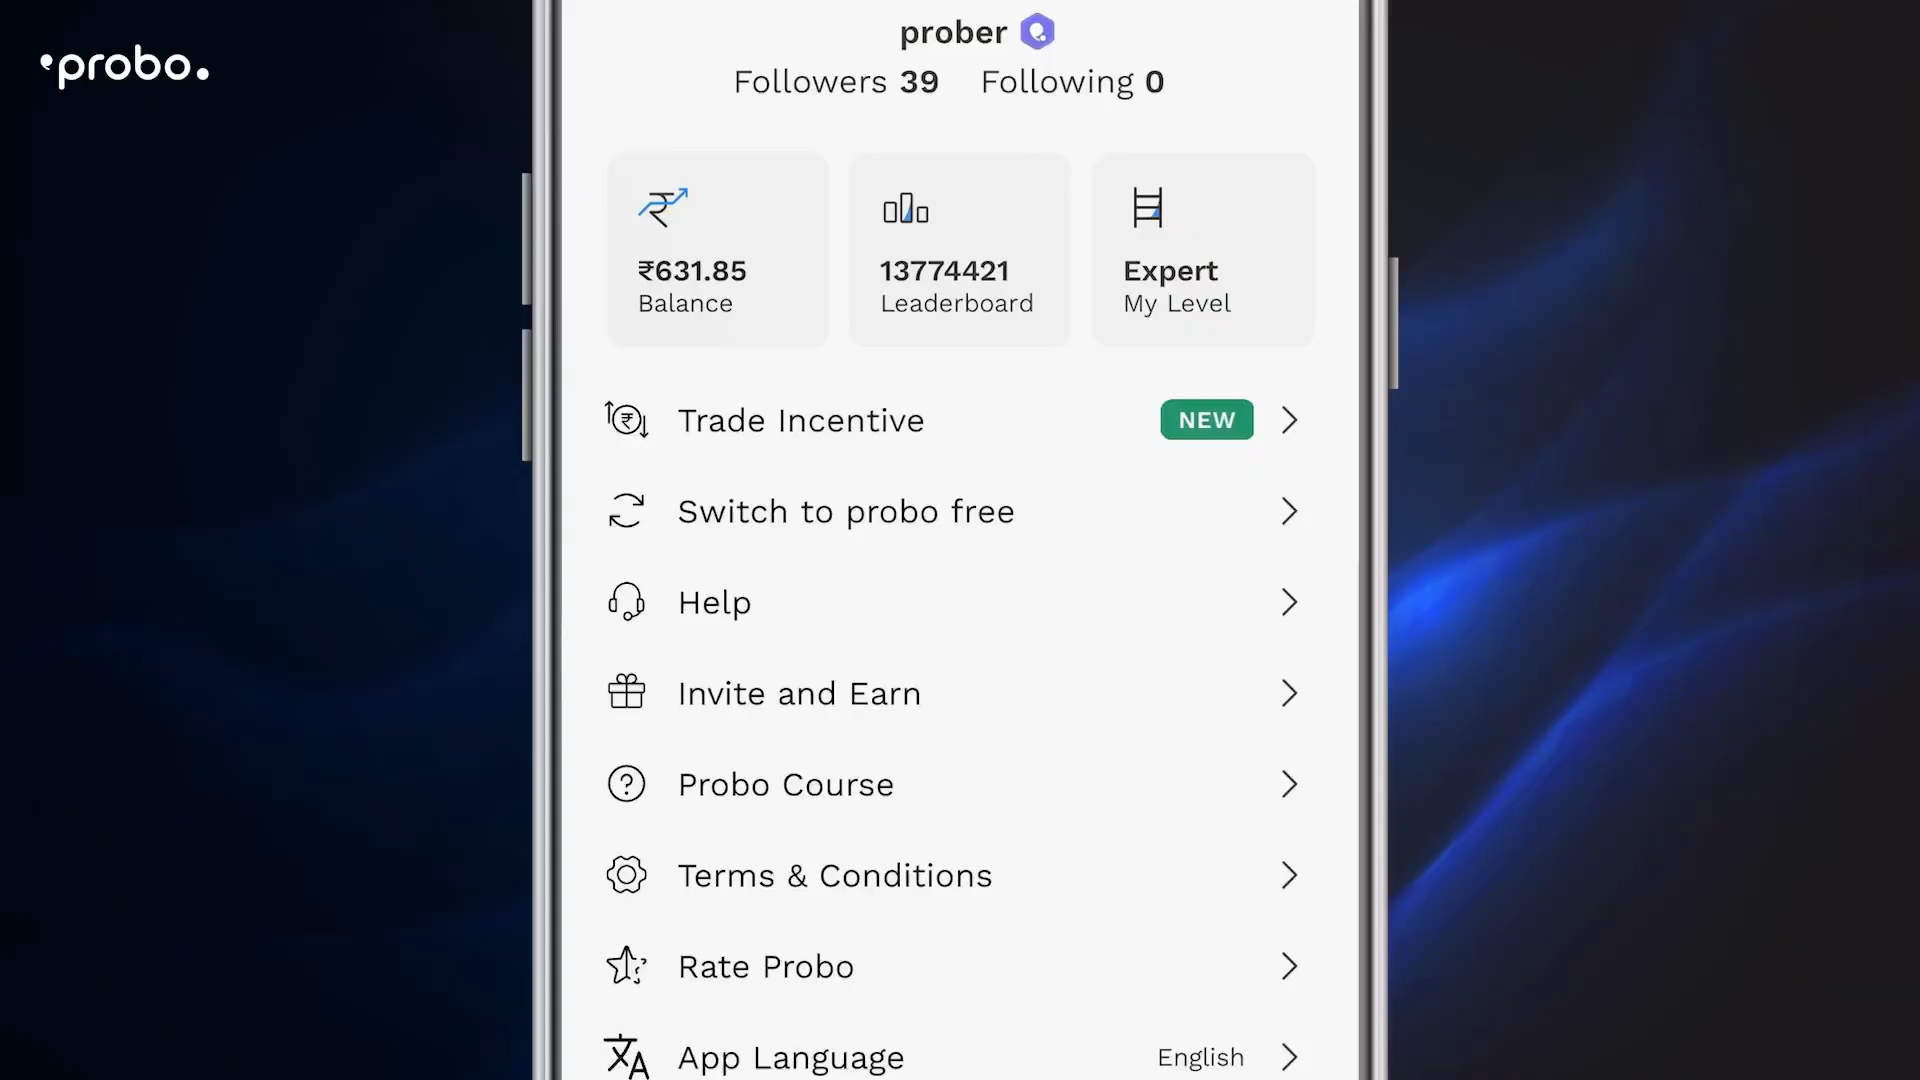 probo.
prober
Followers 39 Following 0
₹631.85
Balance
13774421
Leaderboard
Expert
My Level
Trade Incentive NEW
Switch to probo free
Help
Invite and Earn
Probo Course
Terms & Conditions
Rate Probo
App Language English